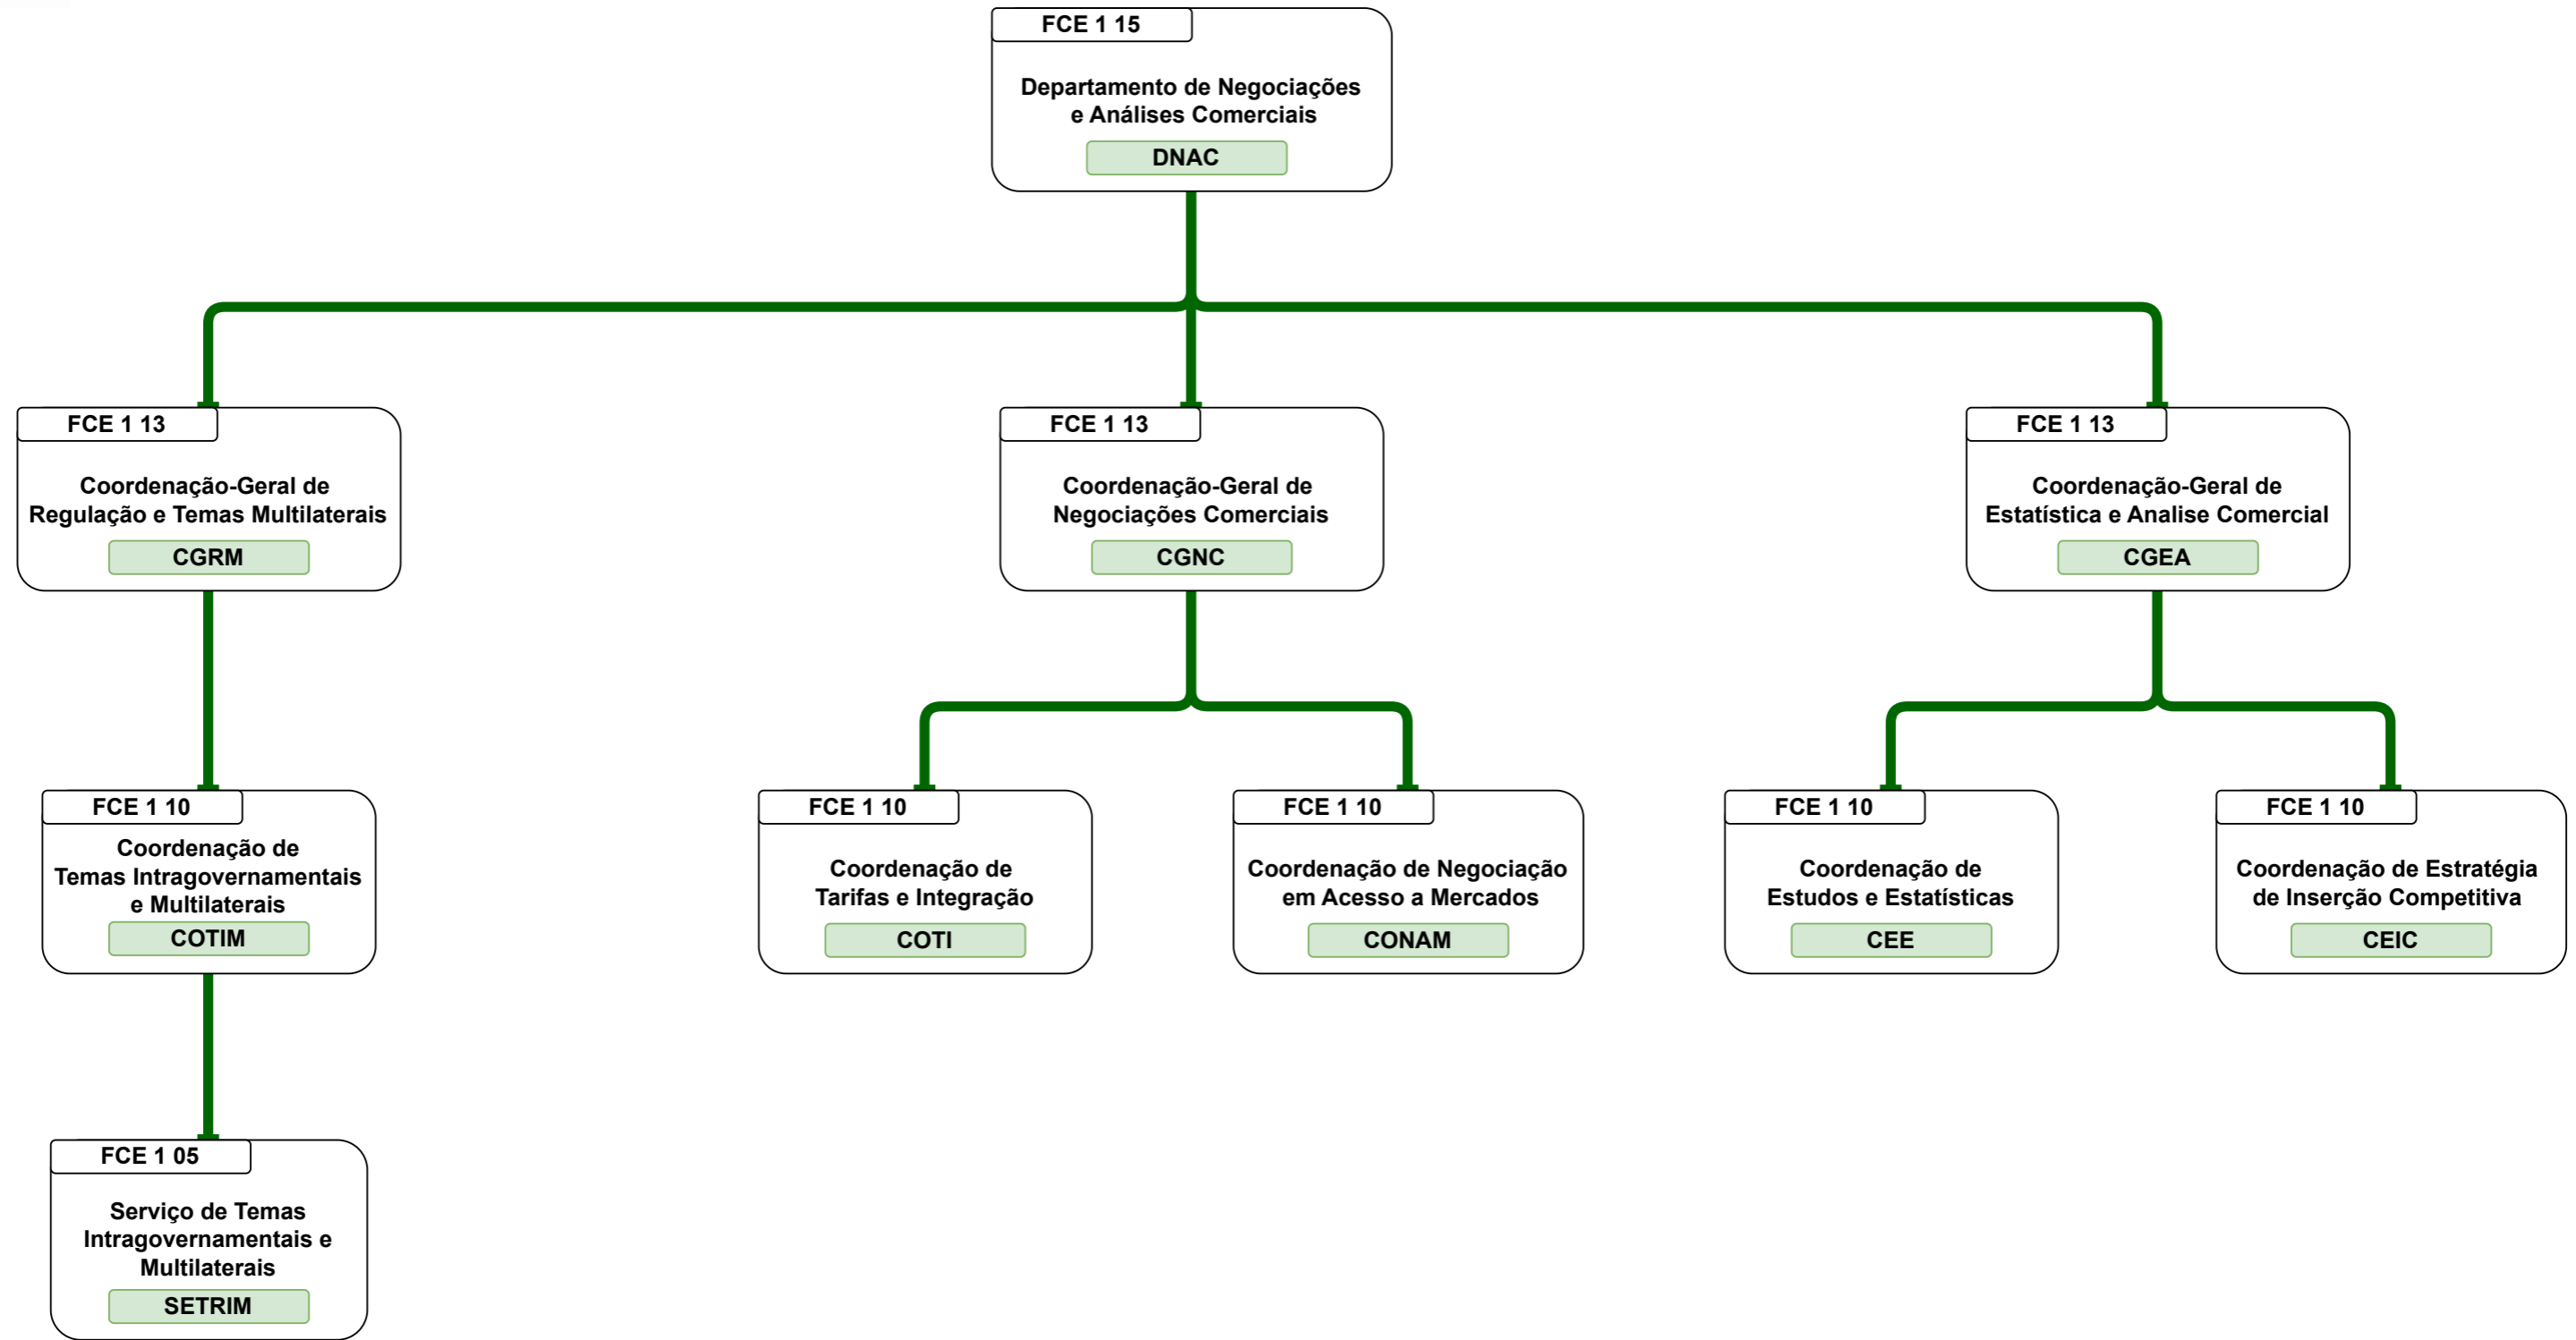 FCE 1 15
Departamento de Negociações
e Análises Comerciais
DNAC
FCE 1 13
Coordenação-Geral de
Regulação e Temas Multilaterais
CGRM
FCE 1 13
Coordenação-Geral de
Negociações Comerciais
CGNC
FCE 1 13
Coordenação-Geral de
Estatística e Analise Comercial
CGEA
FCE 1 10
Coordenação de
Temas Intragovernamentais
e Multilaterais
COTIM
FCE 1 10
Coordenação de
Tarifas e Integração
COTI
FCE 1 10
Coordenação de Negociação
em Acesso a Mercados
CONAM
FCE 1 10
Coordenação de
Estudos e Estatísticas
CEE
FCE 1 10
Coordenação de Estratégia
de Inserção Competitiva
CEIC
FCE 1 05
Serviço de Temas
Intragovernamentais e
Multilaterais
SETRIM